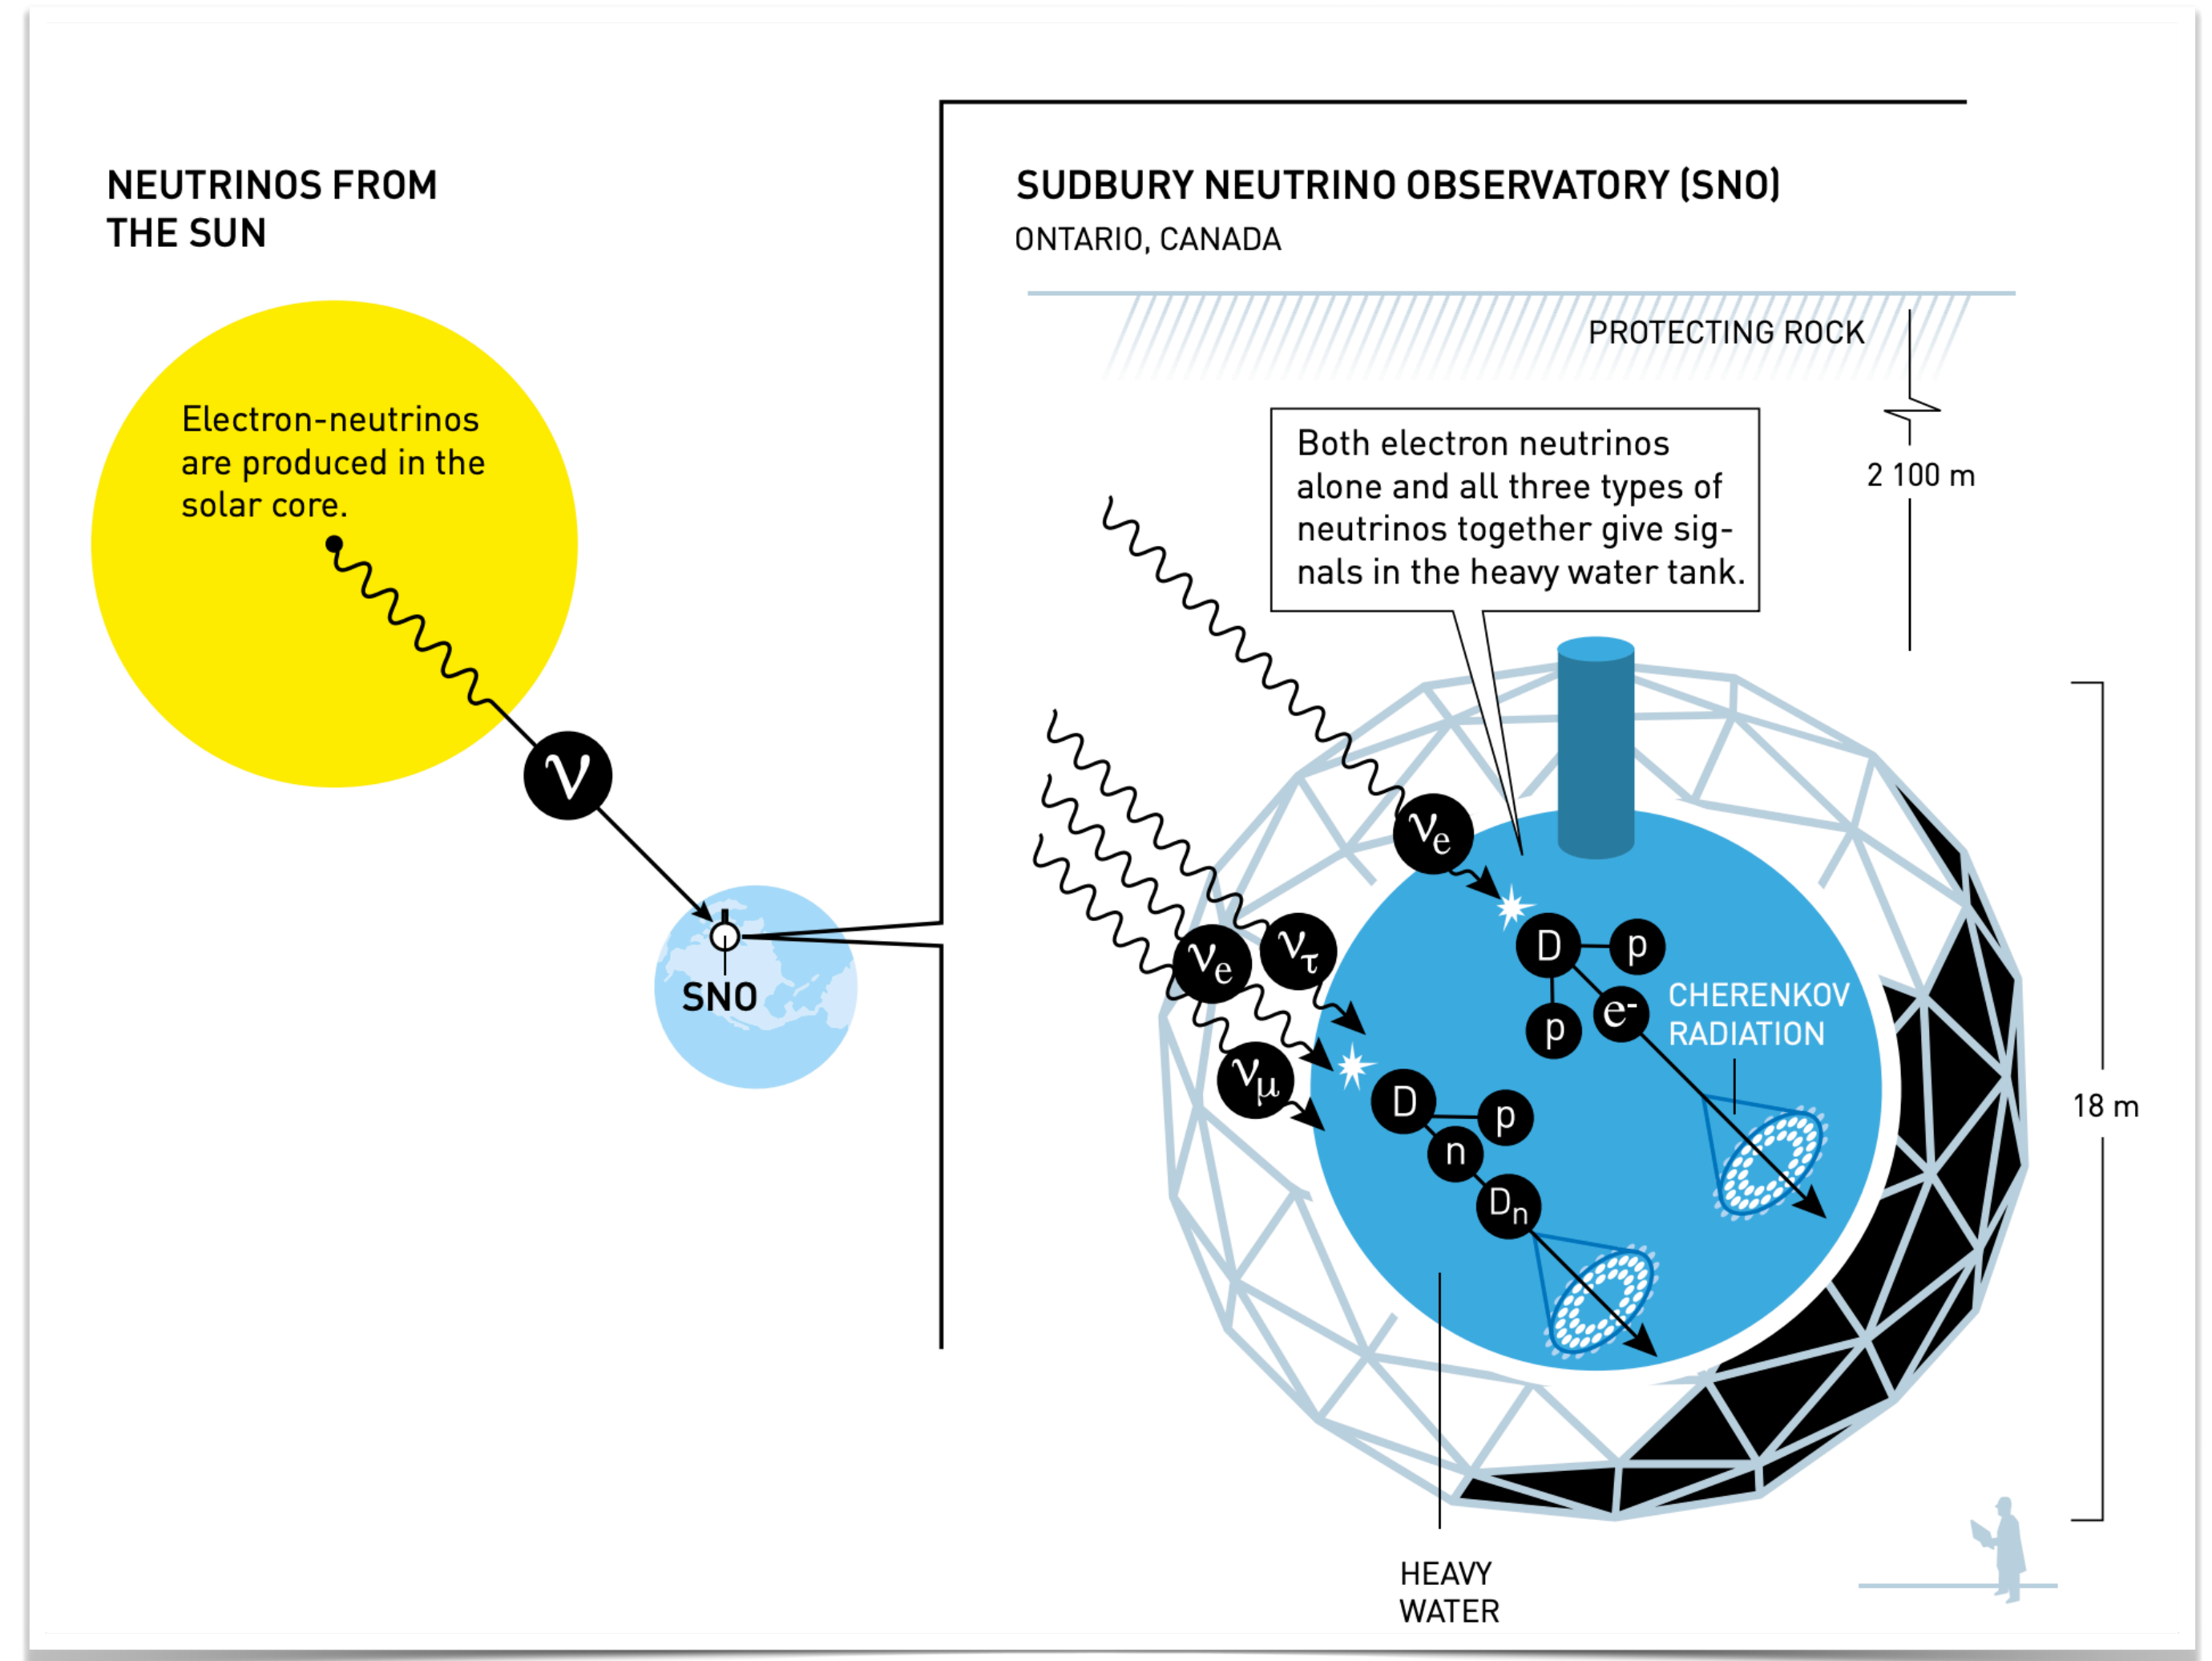 NEUTRINOS FROM
THE SUN
Electron-neutrinos
are produced in the
solar core.
ν
SNO
SUDBURY NEUTRINO OBSERVATORY (SNO)
ONTARIO, CANADA
PROTECTING ROCK
2 100 m
Both electron neutrinos
alone and all three types of
neutrinos together give sig-
nals in the heavy water tank.
νe
D
p
p
e-
CHERENKOV
RADIATION
νe
ντ
νμ
D
p
n
Dn
18 m
HEAVY
WATER